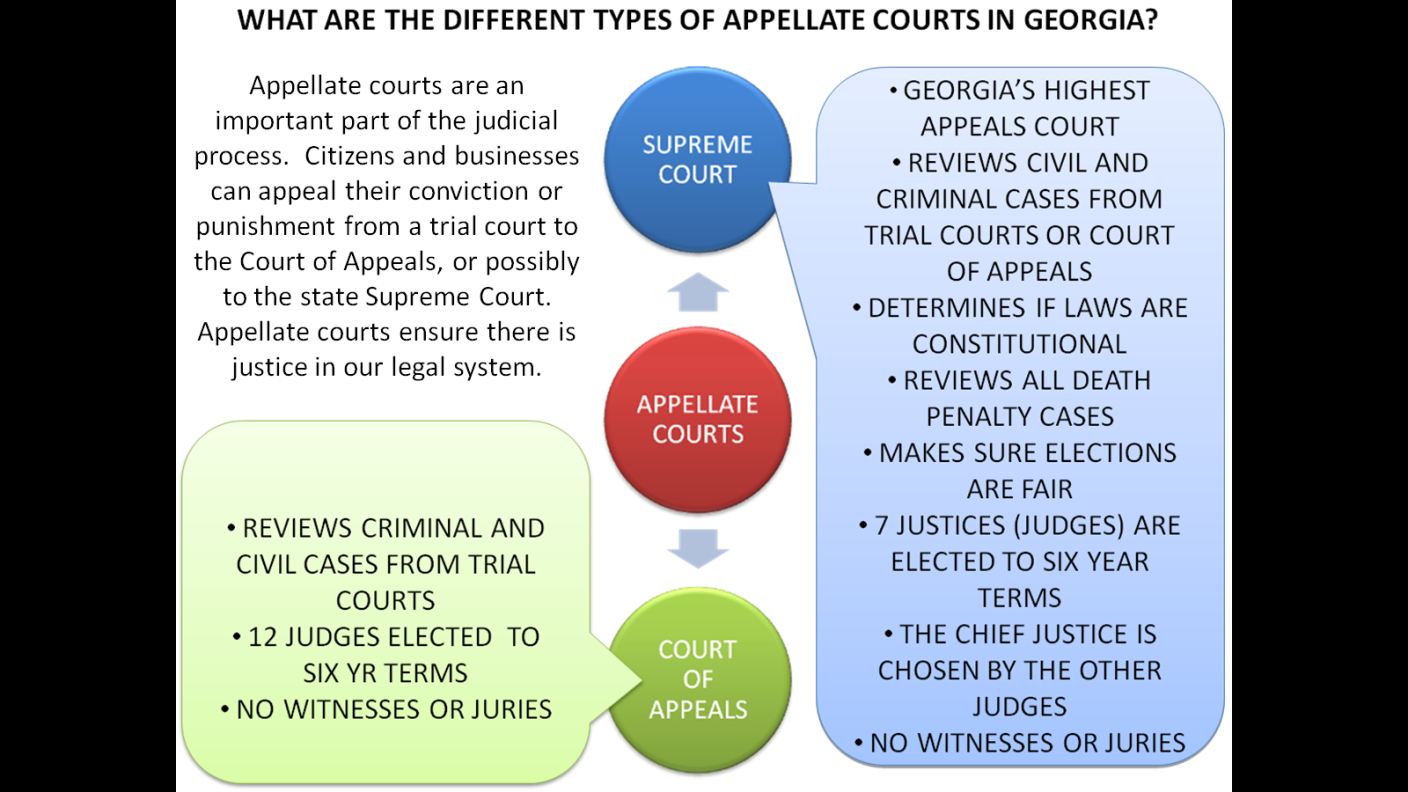 WHAT ARE THE DIFFERENT TYPES OF APPELLATE COURTS IN GEORGIA?
Appellate courts are an
important part of the judicial
process.  Citizens and businesses
can appeal their conviction or
punishment from a trial court to
the Court of Appeals, or possibly
to the state Supreme Court.
Appellate courts ensure there is
justice in our legal system.
SUPREME
COURT
• GEORGIA’S HIGHEST
APPEALS COURT
• REVIEWS CIVIL AND
CRIMINAL CASES FROM
TRIAL COURTS OR COURT
OF APPEALS
• DETERMINES IF LAWS ARE
CONSTITUTIONAL
• REVIEWS ALL DEATH
PENALTY CASES
• MAKES SURE ELECTIONS
ARE FAIR
• 7 JUSTICES (JUDGES) ARE
ELECTED TO SIX YEAR
TERMS
• THE CHIEF JUSTICE IS
CHOSEN BY THE OTHER
JUDGES
• NO WITNESSES OR JURIES
APPELLATE
COURTS
• REVIEWS CRIMINAL AND
CIVIL CASES FROM TRIAL
COURTS
• 12 JUDGES ELECTED  TO
SIX YR TERMS
• NO WITNESSES OR JURIES
COURT
OF
APPEALS